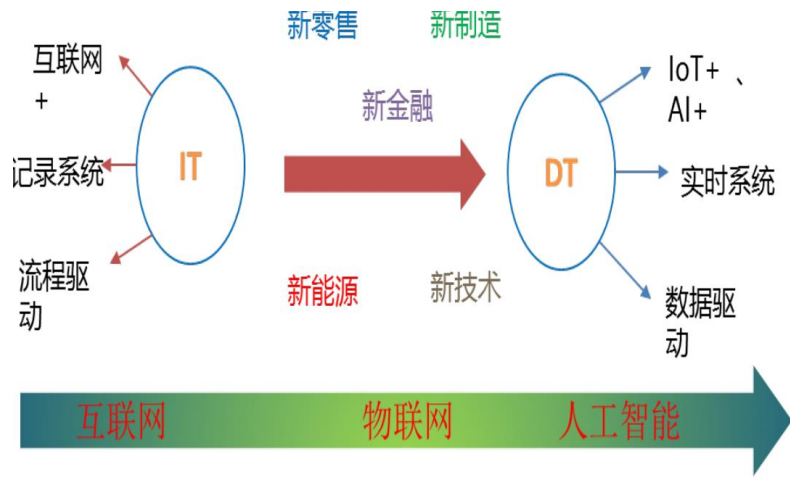 新零售
新制造
互联网
+
IoT+ 、
AI+
新金融
记录系统
IT
DT
实时系统
流程驱
动
新能源
新技术
数据驱
动
互联网
物联网
人工智能